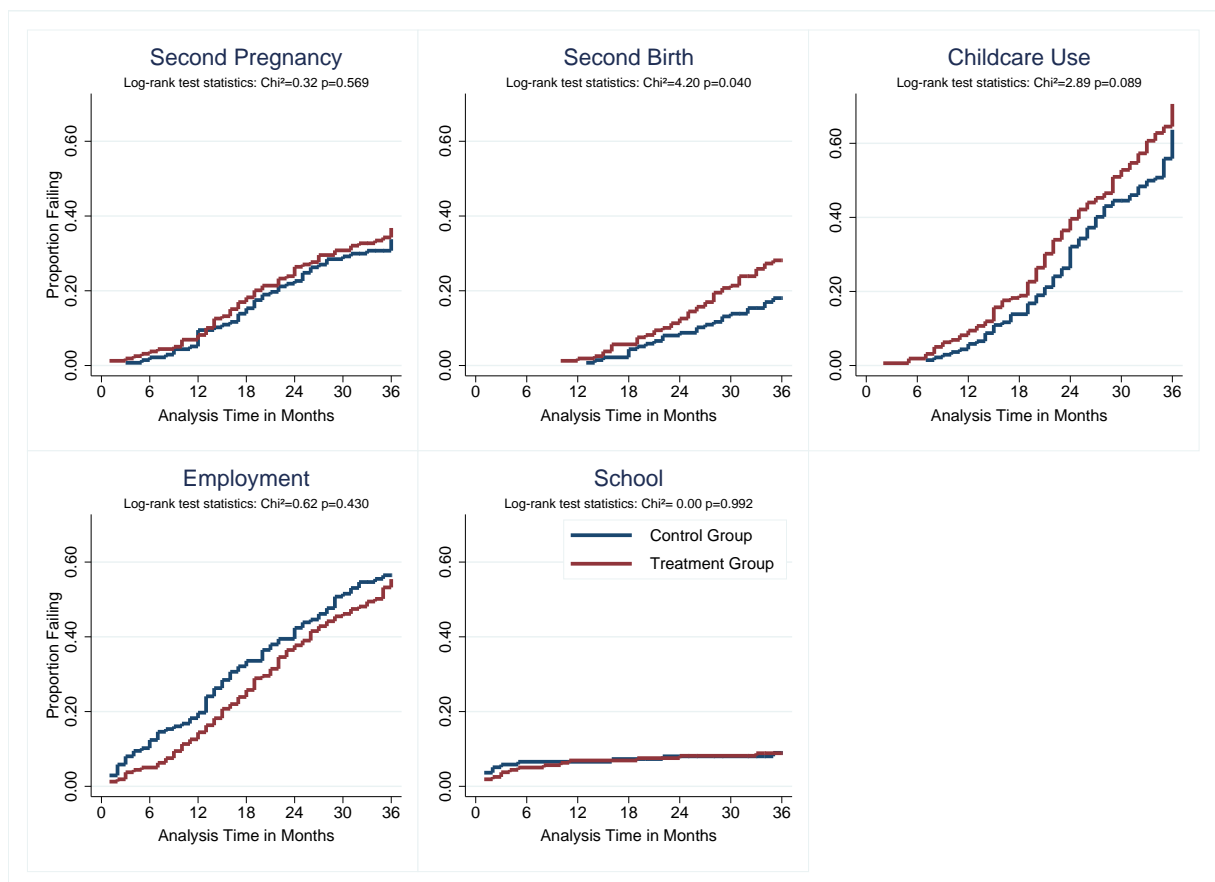 Second Pregnancy
Log-rank test statistics: Chi²=0.32 p=0.569
Proportion Failing
0.60
0.40
0.20
0.00
0 6 12 18 24 30 36
Analysis Time in Months
Second Birth
Log-rank test statistics: Chi²=4.20 p=0.040
0.60
0.40
0.20
0.00
0 6 12 18 24 30 36
Analysis Time in Months
Childcare Use
Log-rank test statistics: Chi²=2.89 p=0.089
0.60
0.40
0.20
0.00
0 6 12 18 24 30 36
Analysis Time in Months
Employment
Log-rank test statistics: Chi²=0.62 p=0.430
Proportion Failing
0.60
0.40
0.20
0.00
0 6 12 18 24 30 36
Analysis Time in Months
School
Log-rank test statistics: Chi²= 0.00 p=0.992
Control Group
Treatment Group
0.60
0.40
0.20
0.00
0 6 12 18 24 30 36
Analysis Time in Months